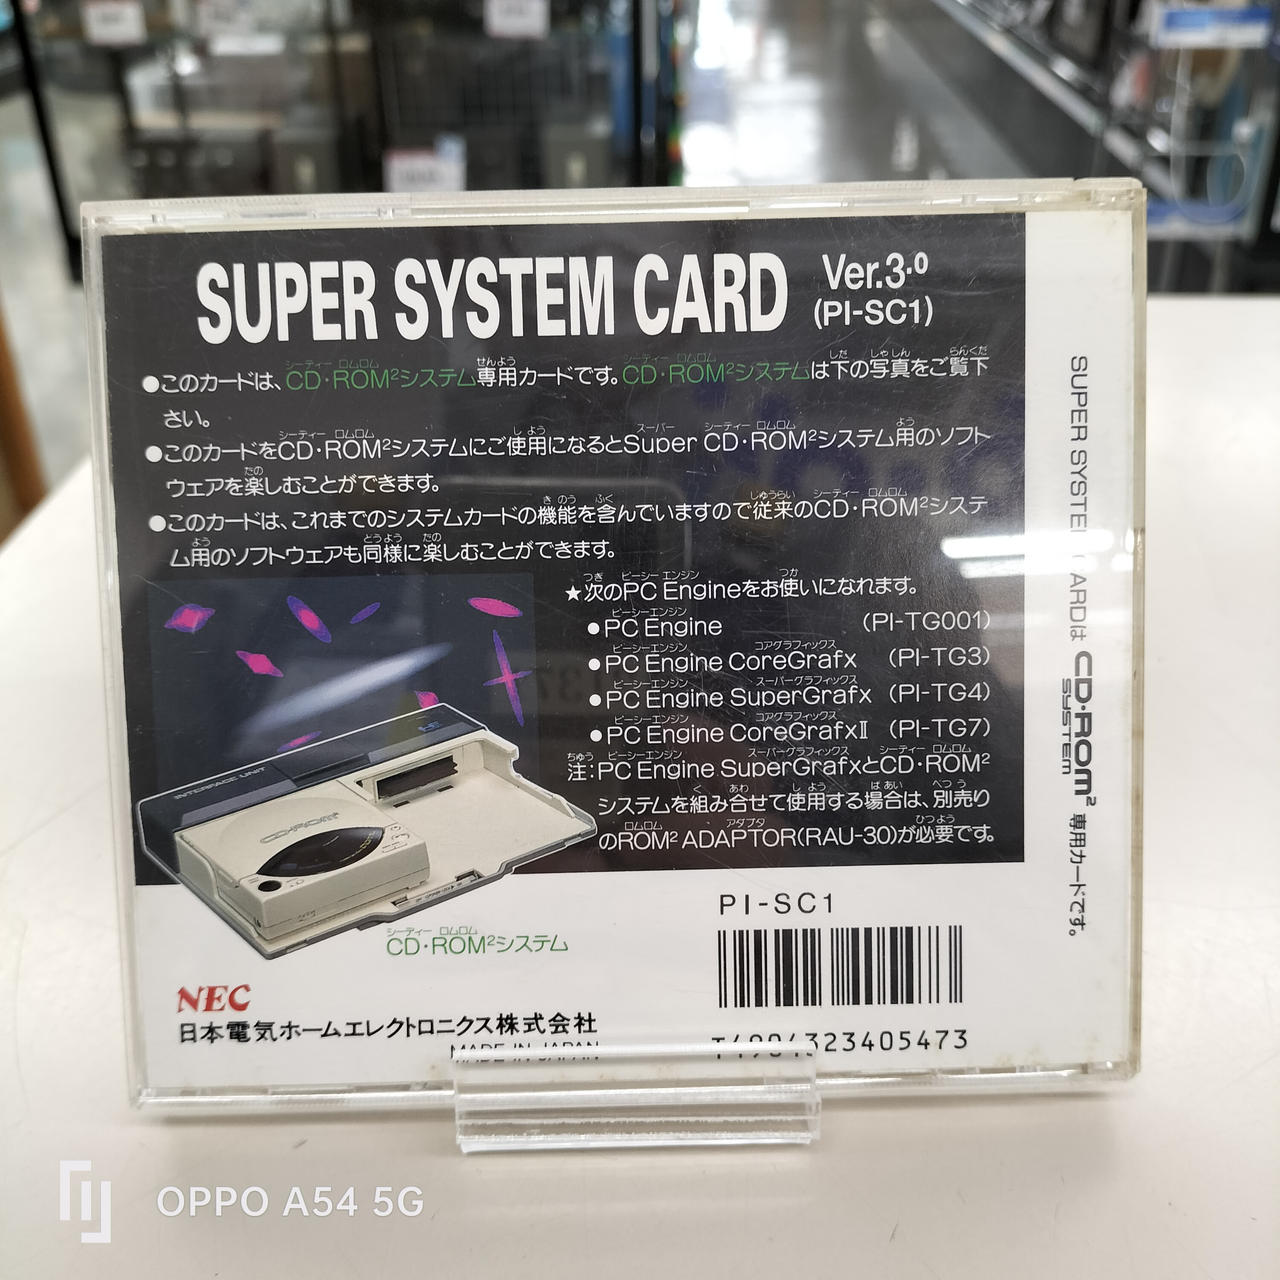 SUPER SYSTEM CARD Ver.3.0
(PI-SC1)
●このカードは、CD・ROM²システム専用カードです。CD・ROM²システムは下の写真をご覧下
さい。
●このカードをCD・ROM²システムにご使用になるとSuper CD・ROM²システム用のソフト
ウェアを楽しむことができます。
●このカードは、これまでのシステムカードの機能を含んでいますので従来のCD・ROM²システ
ム用のソフトウェアも同様に楽しむことができます。
★次のPC Engineをお使いになれます。
●PC Engine (PI-TG001)
●PC Engine CoreGrafx (PI-TG3)
●PC Engine SuperGrafx (PI-TG4)
●PC Engine CoreGrafxⅡ (PI-TG7)
注:PC Engine SuperGrafxとCD・ROM²
システムを組み合せて使用する場合は、別売り
のROM² ADAPTOR(RAU-30)が必要です。
INTERFACE UNIT
CD・ROM²
CD・ROM²システム
NEC
日本電気ホームエレクトロニクス株式会社
MADE IN JAPAN
PI-SC1
T4904323405473
SUPER SYSTEM CARDは CD・ROM² SYSTEM 専用カードです。
OPPO A54 5G